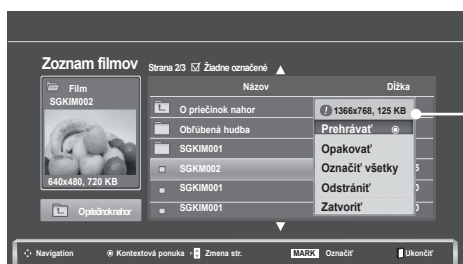 Zoznam filmov
Strana 2/3 ☑ Žiadne označené
Film
SGKIM002
640x480, 720 KB
O priečinok nahor
Názov
Dĺžka
O priečinok nahor
Obľúbená hudba
SGKIM001
SGKM002
SGKIM001
SGKIM001
1366x768, 125 KB
Prehrávať
Opakovať
Označiť všetky
Odstrániť
Zatvoriť
Navigation
Kontextová ponuka
Zmena str.
MARK Označiť
Ukončiť